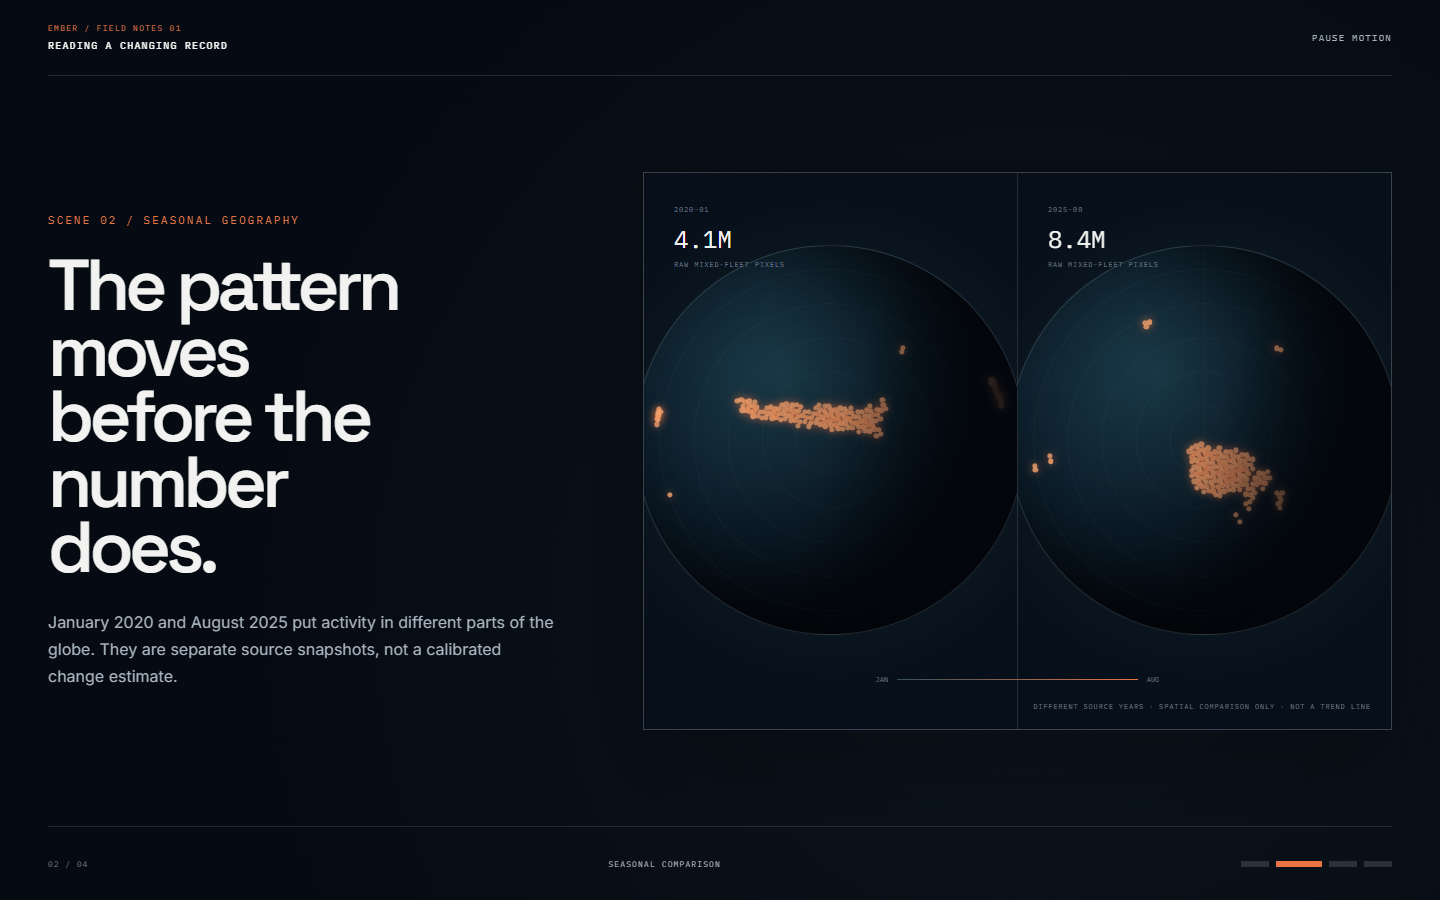 EMBER / FIELD NOTES 01
READING A CHANGING RECORD
PAUSE MOTION
SCENE 02 / SEASONAL GEOGRAPHY
The pattern
moves
before the
number
does.
January 2020 and August 2025 put activity in different parts of the
globe. They are separate source snapshots, not a calibrated
change estimate.
2020-01
4.1M
RAW MIXED-FLEET PIXELS
2025-08
8.4M
RAW MIXED-FLEET PIXELS
JAN
AUG
DIFFERENT SOURCE YEARS · SPATIAL COMPARISON ONLY · NOT A TREND LINE
02 / 04
SEASONAL COMPARISON